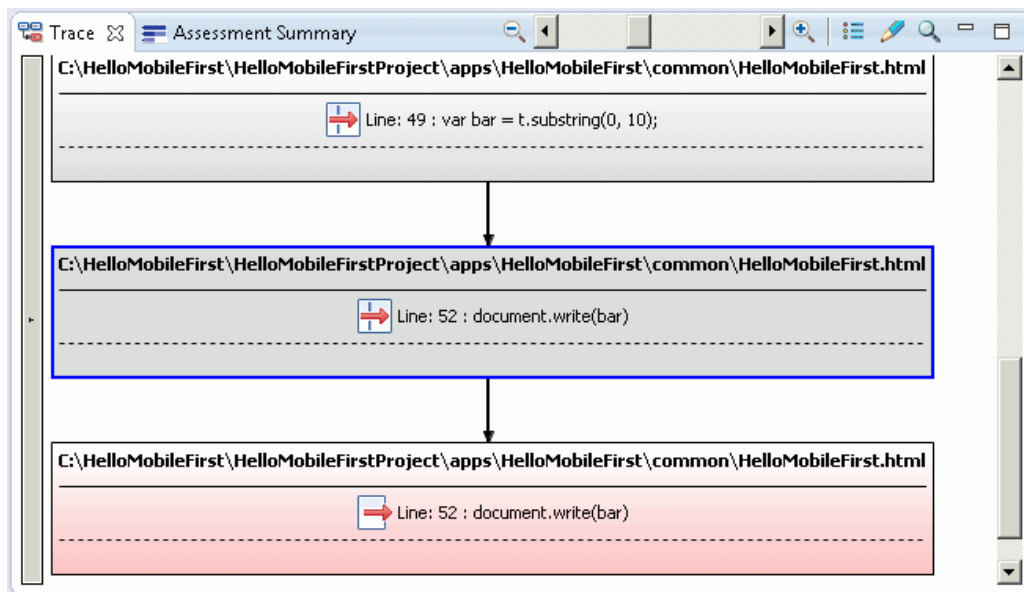 Trace Assessment Summary
C:\HelloMobileFirst\HelloMobileFirstProject\apps\HelloMobileFirst\common\HelloMobileFirst.html
Line: 49 : var bar = t.substring(0, 10);
C:\HelloMobileFirst\HelloMobileFirstProject\apps\HelloMobileFirst\common\HelloMobileFirst.html
Line: 52 : document.write(bar)
C:\HelloMobileFirst\HelloMobileFirstProject\apps\HelloMobileFirst\common\HelloMobileFirst.html
Line: 52 : document.write(bar)